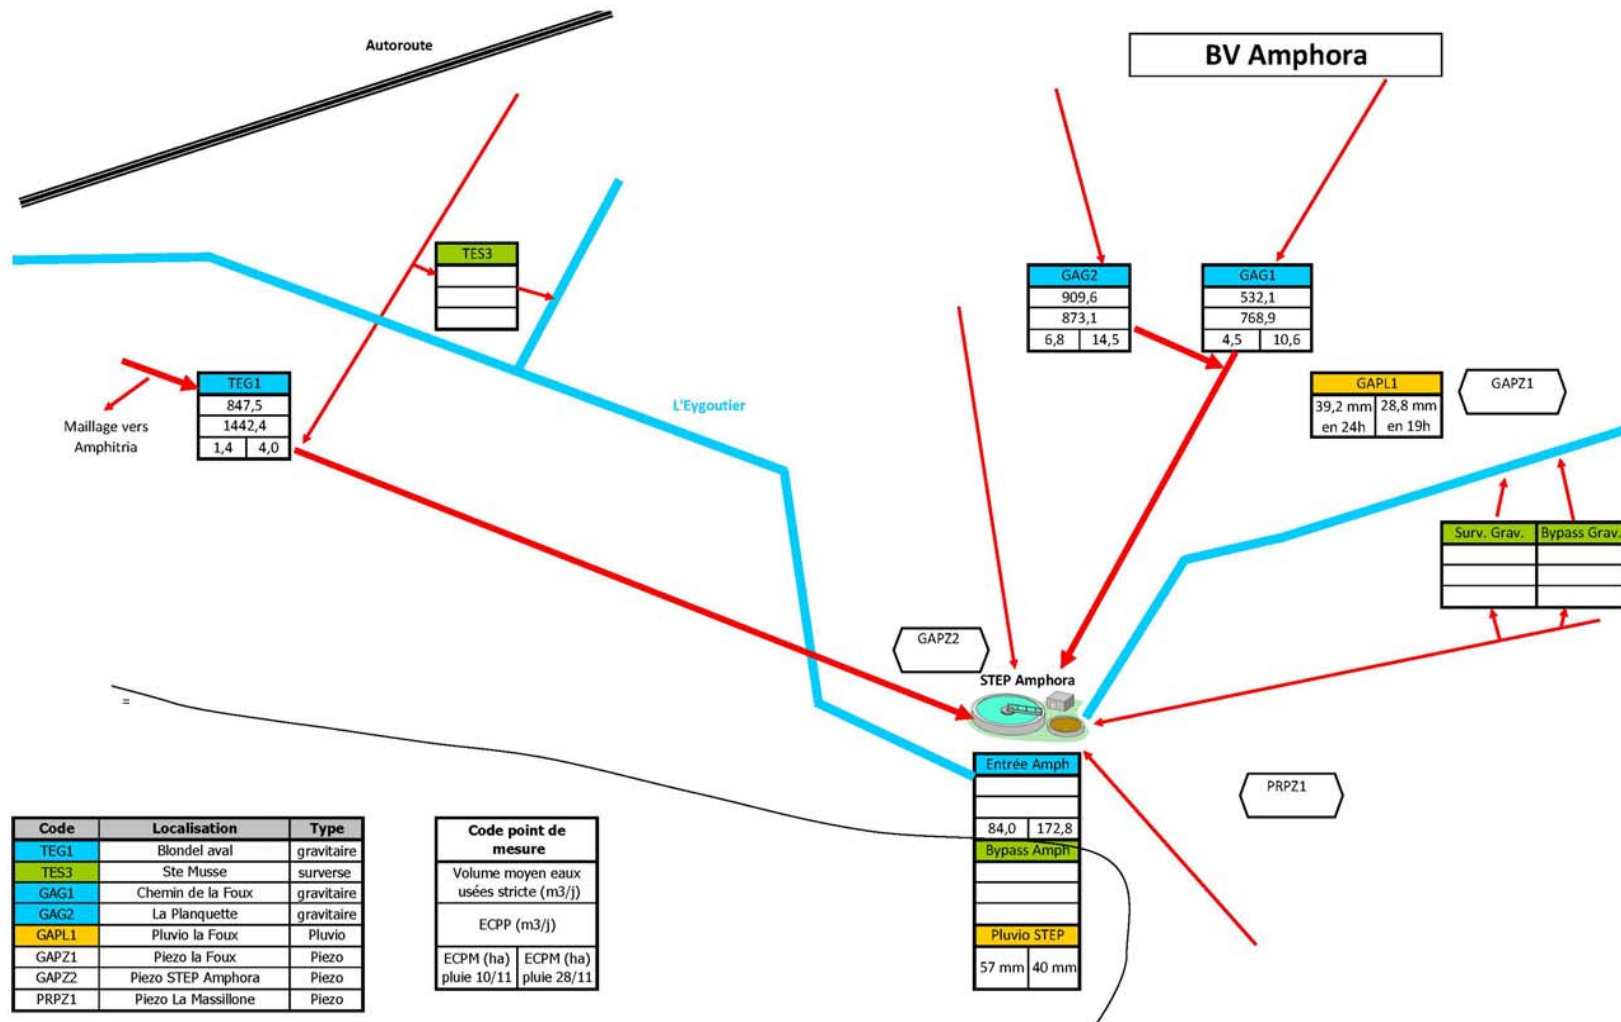 Autoroute
BV Amphora
TES3
GAG2
909,6
873,1
6,8 14,5
GAG1
532,1
768,9
4,5 10,6
TEG1
847,5
1442,4
1,4 4,0
Maillage vers
Amphitria
L'Eygoutier
GAPL1
39,2 mm 28,8 mm
en 24h en 19h
GAPZ1
Surv. Grav. Bypass Grav.
GAPZ2
STEP Amphora
Entrée Amph
84,0 172,8
Bypass Amph
Pluvio STEP
57 mm 40 mm
PRPZ1
=
Code Localisation Type
TEG1 Blondel aval gravitaire
TES3 Ste Musse surverse
GAG1 Chemin de la Foux gravitaire
GAG2 La Planquette gravitaire
GAPL1 Pluvio la Foux Pluvio
GAPZ1 Piezo la Foux Piezo
GAPZ2 Piezo STEP Amphora Piezo
PRPZ1 Piezo La Massillone Piezo
Code point de
mesure
Volume moyen eaux
usées stricte (m3/j)
ECPP (m3/j)
ECPM (ha) ECPM (ha)
pluie 10/11 pluie 28/11